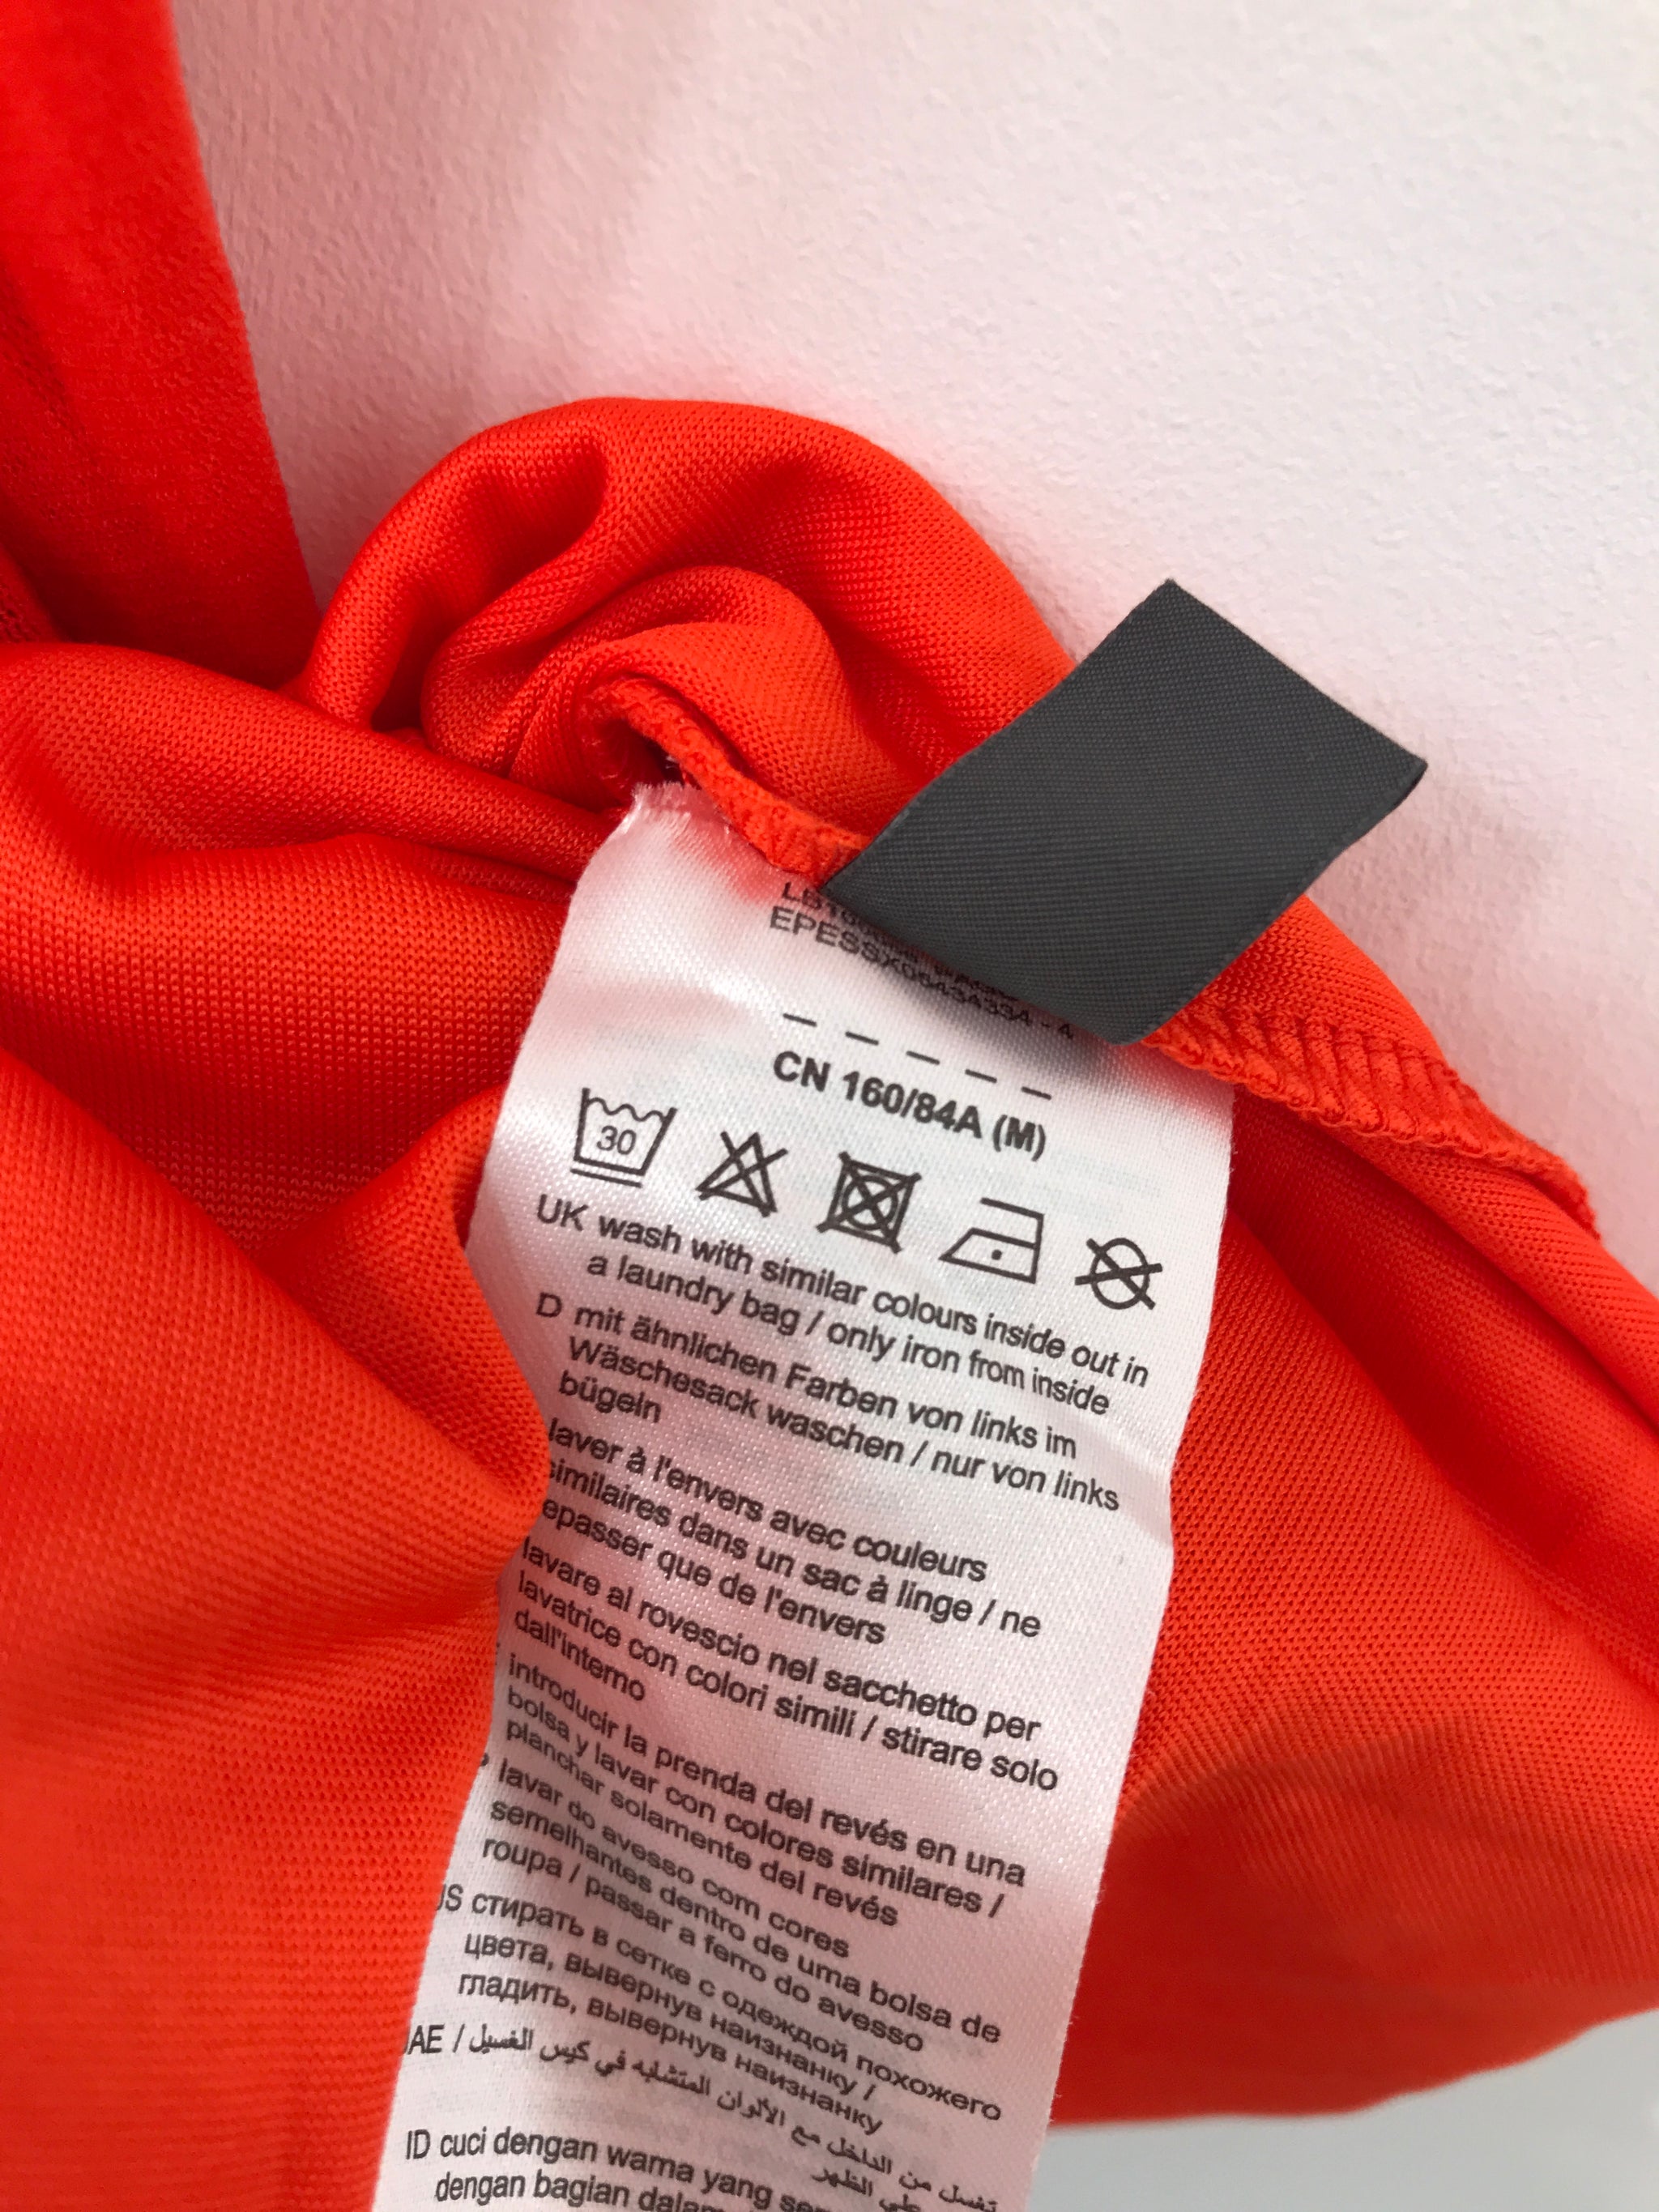 CN 160/84A (M)
30
UK wash with similar colours inside out in
a laundry bag / only iron from inside
D mit ähnlichen Farben von links im
Wäschesack waschen / nur von links
bügeln
laver à l'envers avec couleurs
similaires dans un sac à linge / ne
epasser que de l'envers
lavare al rovescio nel sacchetto per
lavatrice con colori simili / stirare solo
dall'interno
introducir la prenda del revés en una
bolsa y lavar con colores similares /
planchar solamente del revés
lavar do avesso com cores
semelhantes dentro de uma bolsa de
roupa / passar a ferro do avesso
стирать в сетке с одеждой похожего
цвета, вывернув наизнанку /
гладить, вывернув наизнанку
AE / تغسل من الداخل مع الألوان المتشابه في كيس الغسيل
على الظهر
ID cuci dengan warna yang
dengan bagian